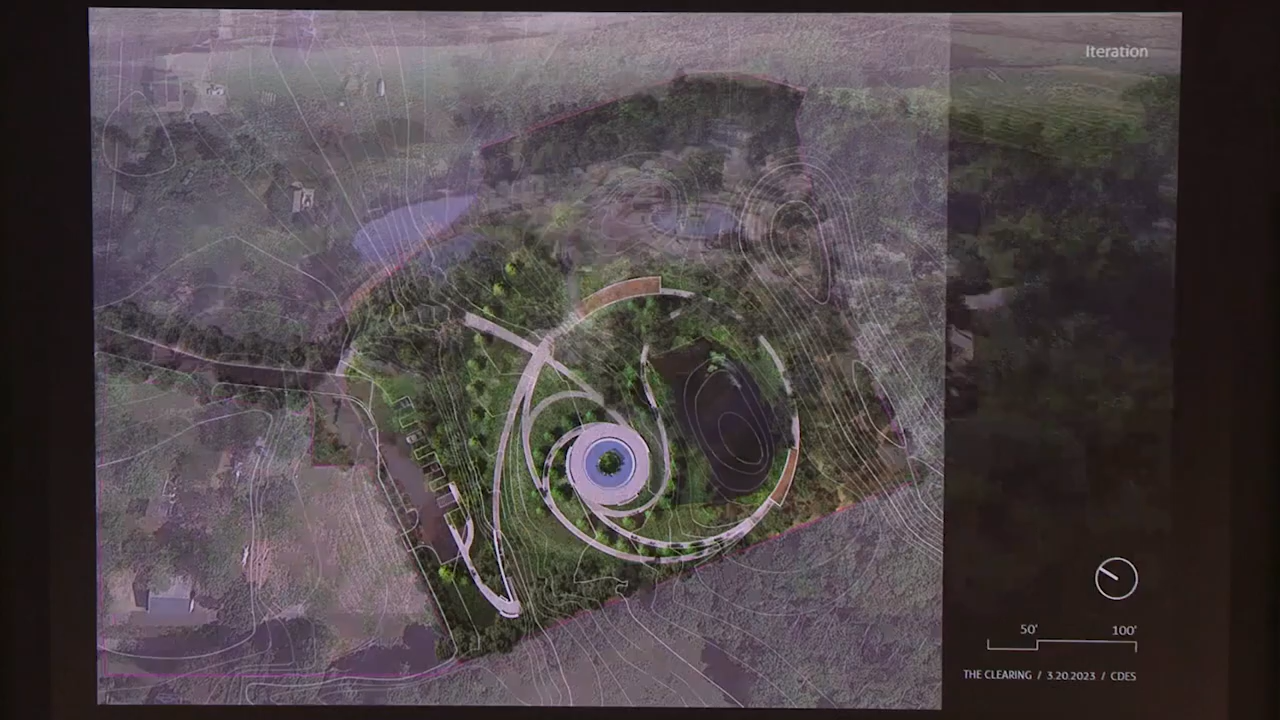 Iteration
50' 100'
THE CLEARING / 3.20.2023 / CDES